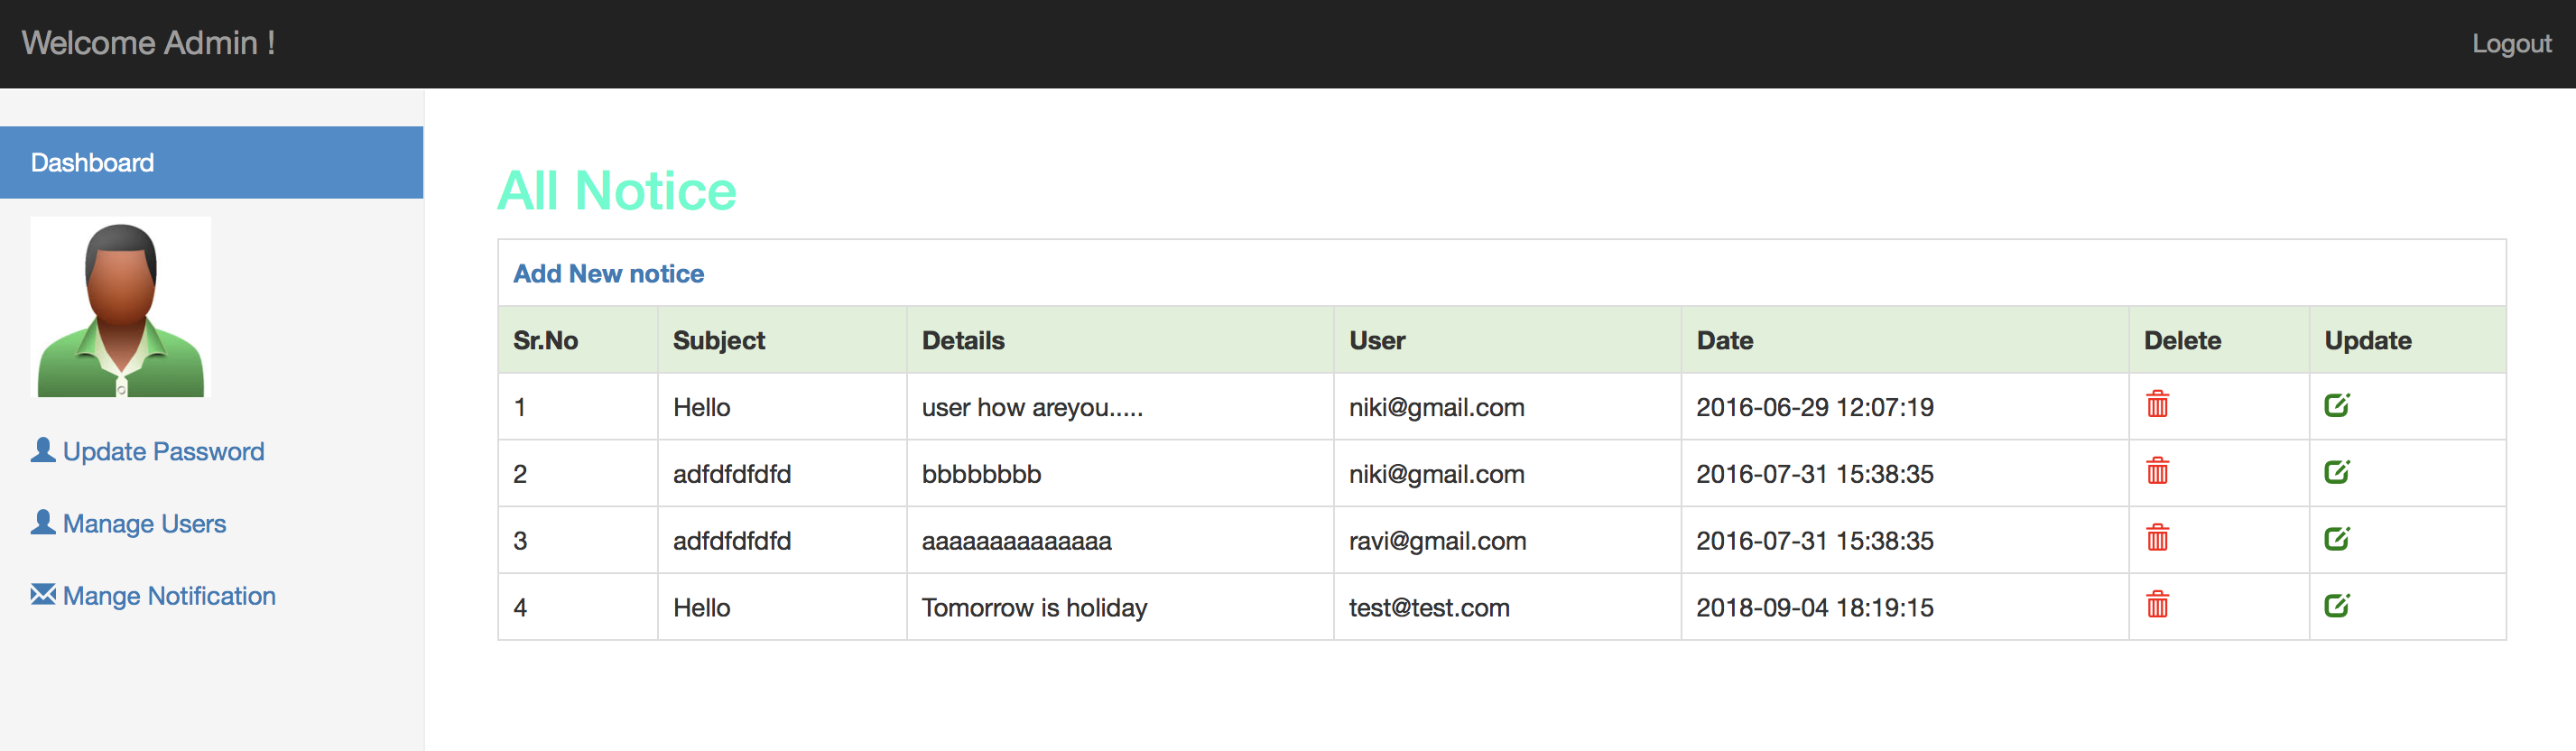 Welcome Admin !
Logout
Dashboard
Update Password
Manage Users
Mange Notification
All Notice
Add New notice
Sr.No Subject Details User Date Delete Update
1 Hello user how areyou..... niki@gmail.com 2016-06-29 12:07:19
2 adfdfdfdfd bbbbbbbb niki@gmail.com 2016-07-31 15:38:35
3 adfdfdfdfd aaaaaaaaaaaaaa ravi@gmail.com 2016-07-31 15:38:35
4 Hello Tomorrow is holiday test@test.com 2018-09-04 18:19:15